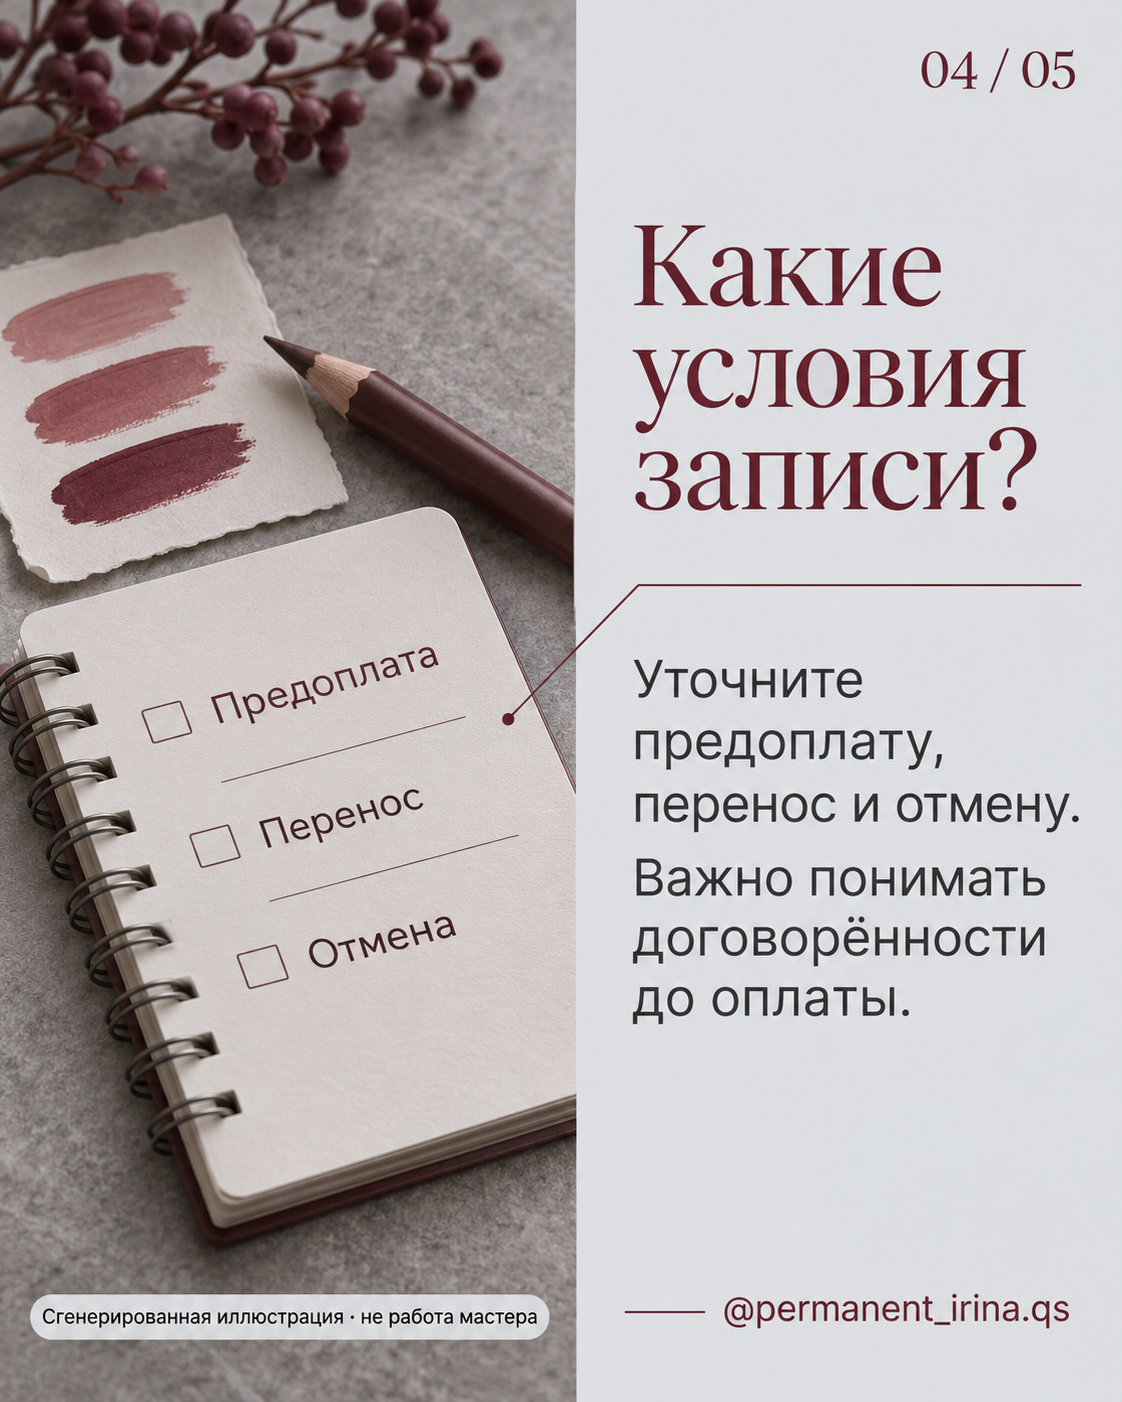 04 / 05
Какие
условия
записи?
Предоплата
Перенос
Отмена
Уточните
предоплату,
перенос и отмену.
Важно понимать
договорённости
до оплаты.
Сгенерированная иллюстрация · не работа мастера
@permanent_irina.qs